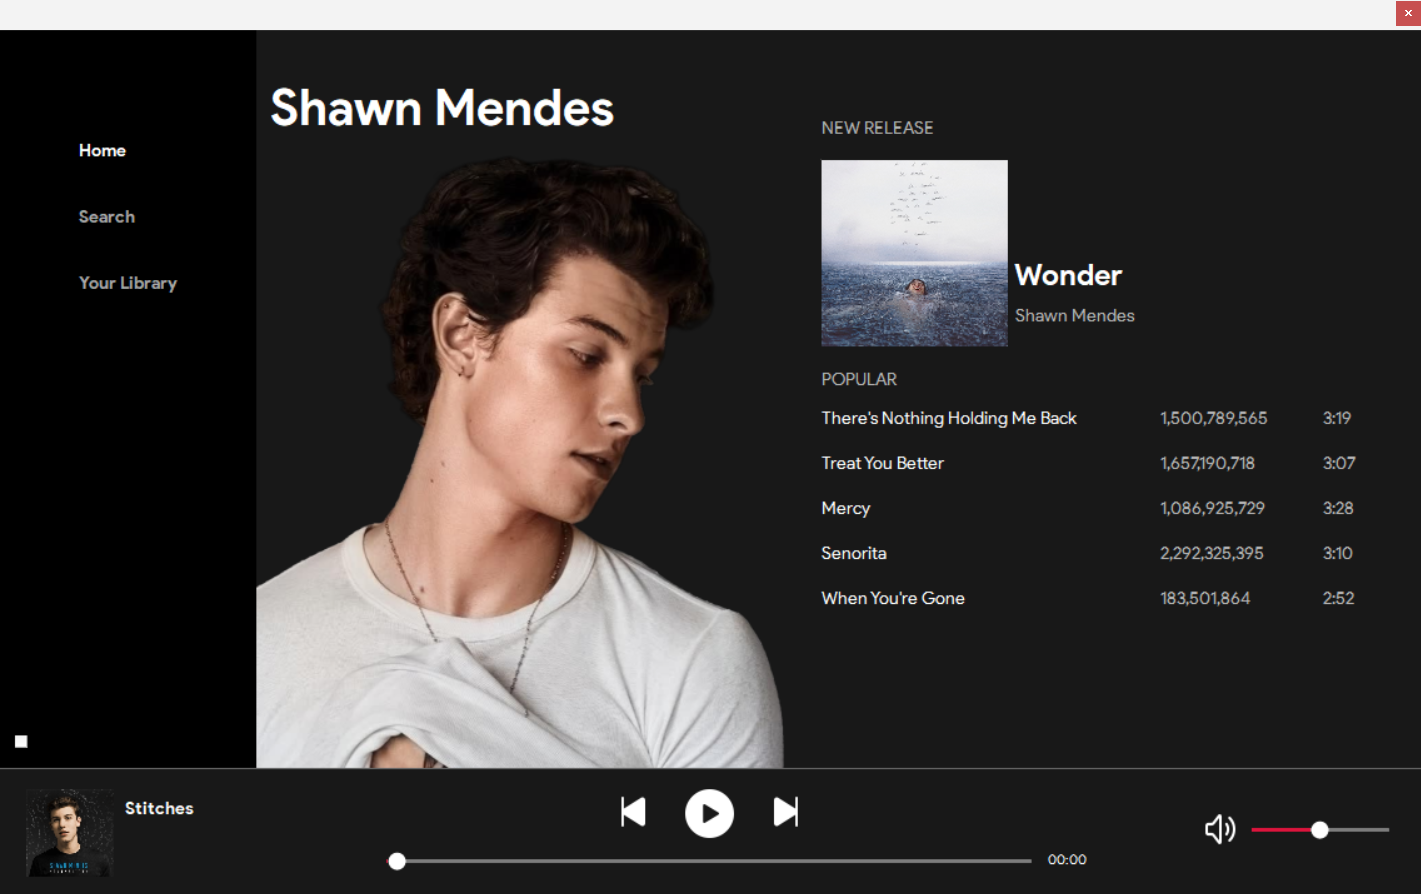 Shawn Mendes
Home
Search
Your Library
NEW RELEASE
Wonder
Shawn Mendes
POPULAR
There's Nothing Holding Me Back 1,500,789,565 3:19
Treat You Better 1,657,190,718 3:07
Mercy 1,086,925,729 3:28
Senorita 2,292,325,395 3:10
When You're Gone 183,501,864 2:52
Stitches
00:00